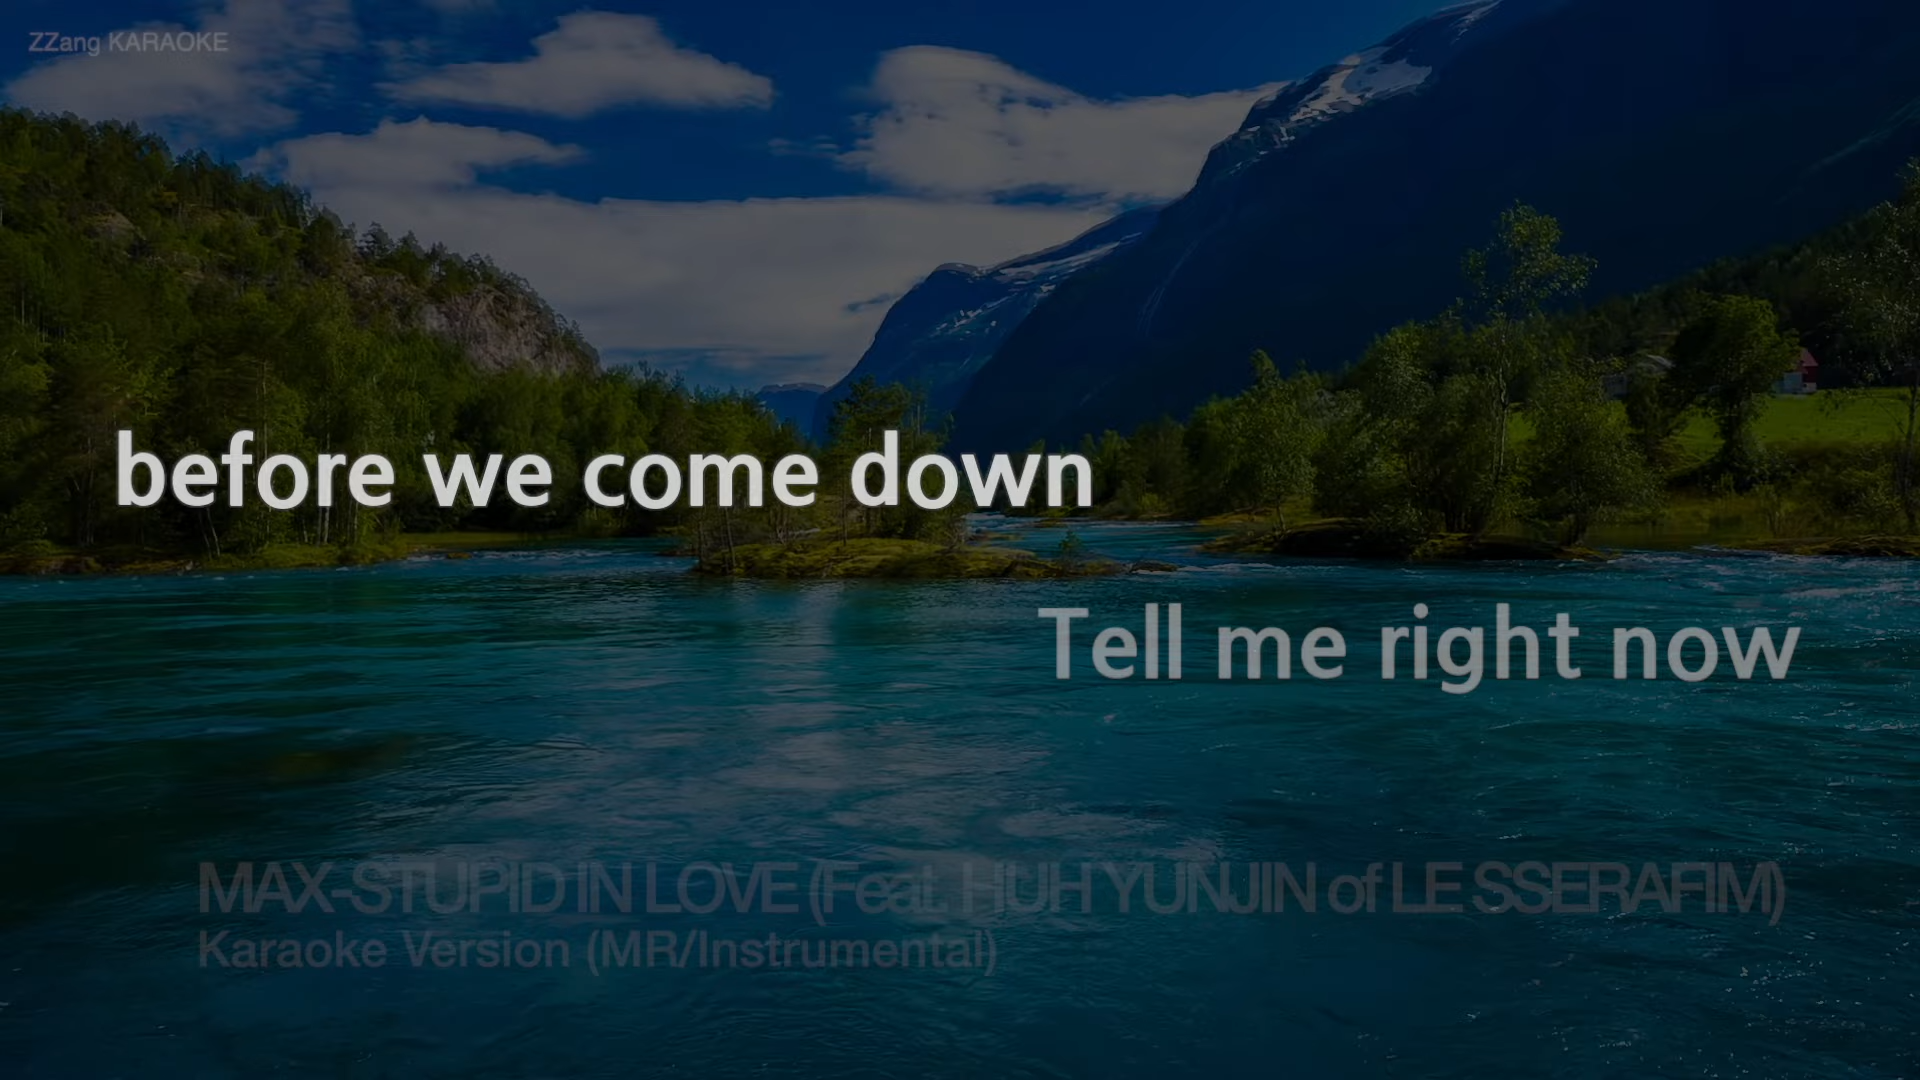 ZZang KARAOKE
before we come down
Tell me right now
MAX-STUPID IN LOVE (Feat. HUH YUNJIN of LE SSERAFIM)
Karaoke Version (MR/Instrumental)